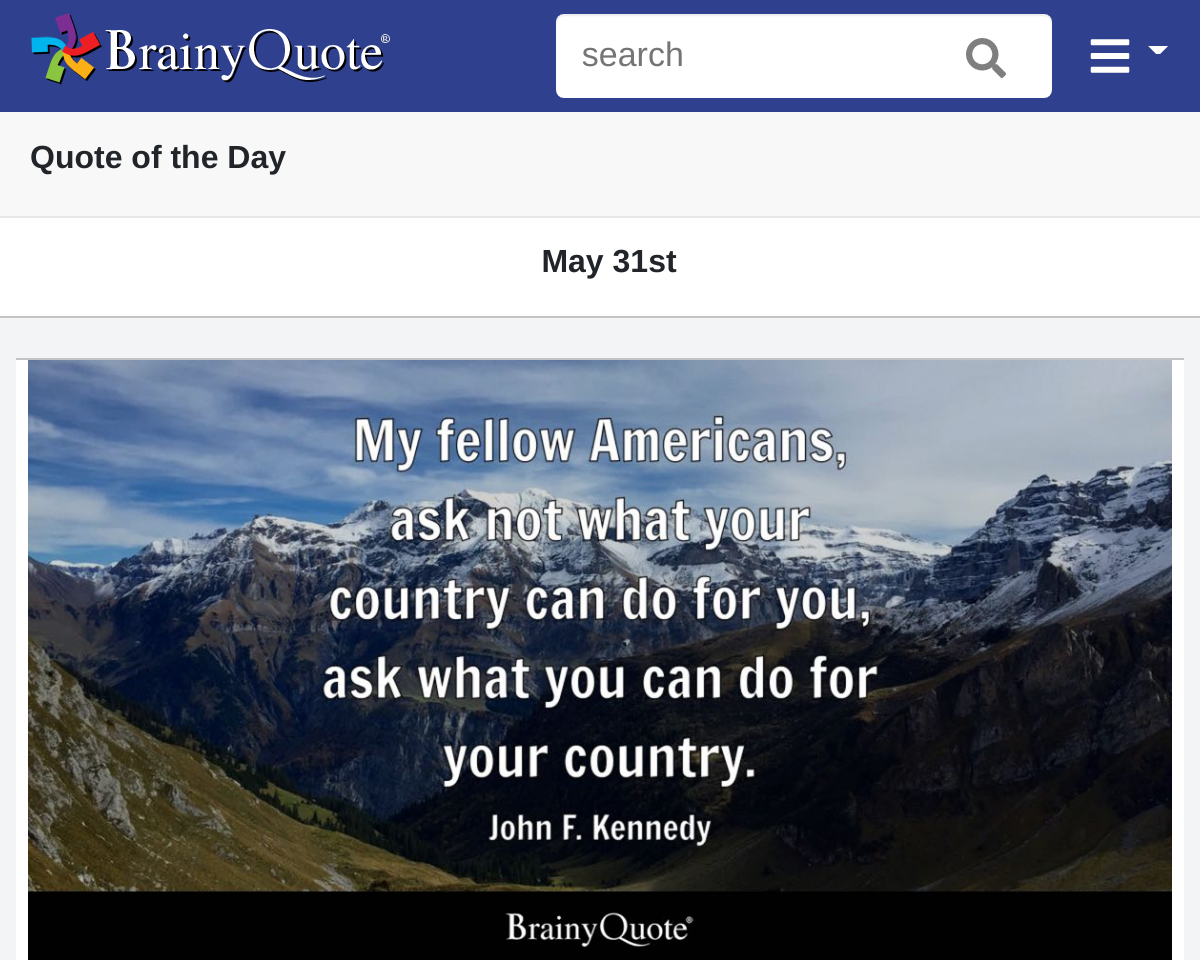 BrainyQuote®
search
Quote of the Day
May 31st
My fellow Americans,
ask not what your
country can do for you,
ask what you can do for
your country.
John F. Kennedy
BrainyQuote®